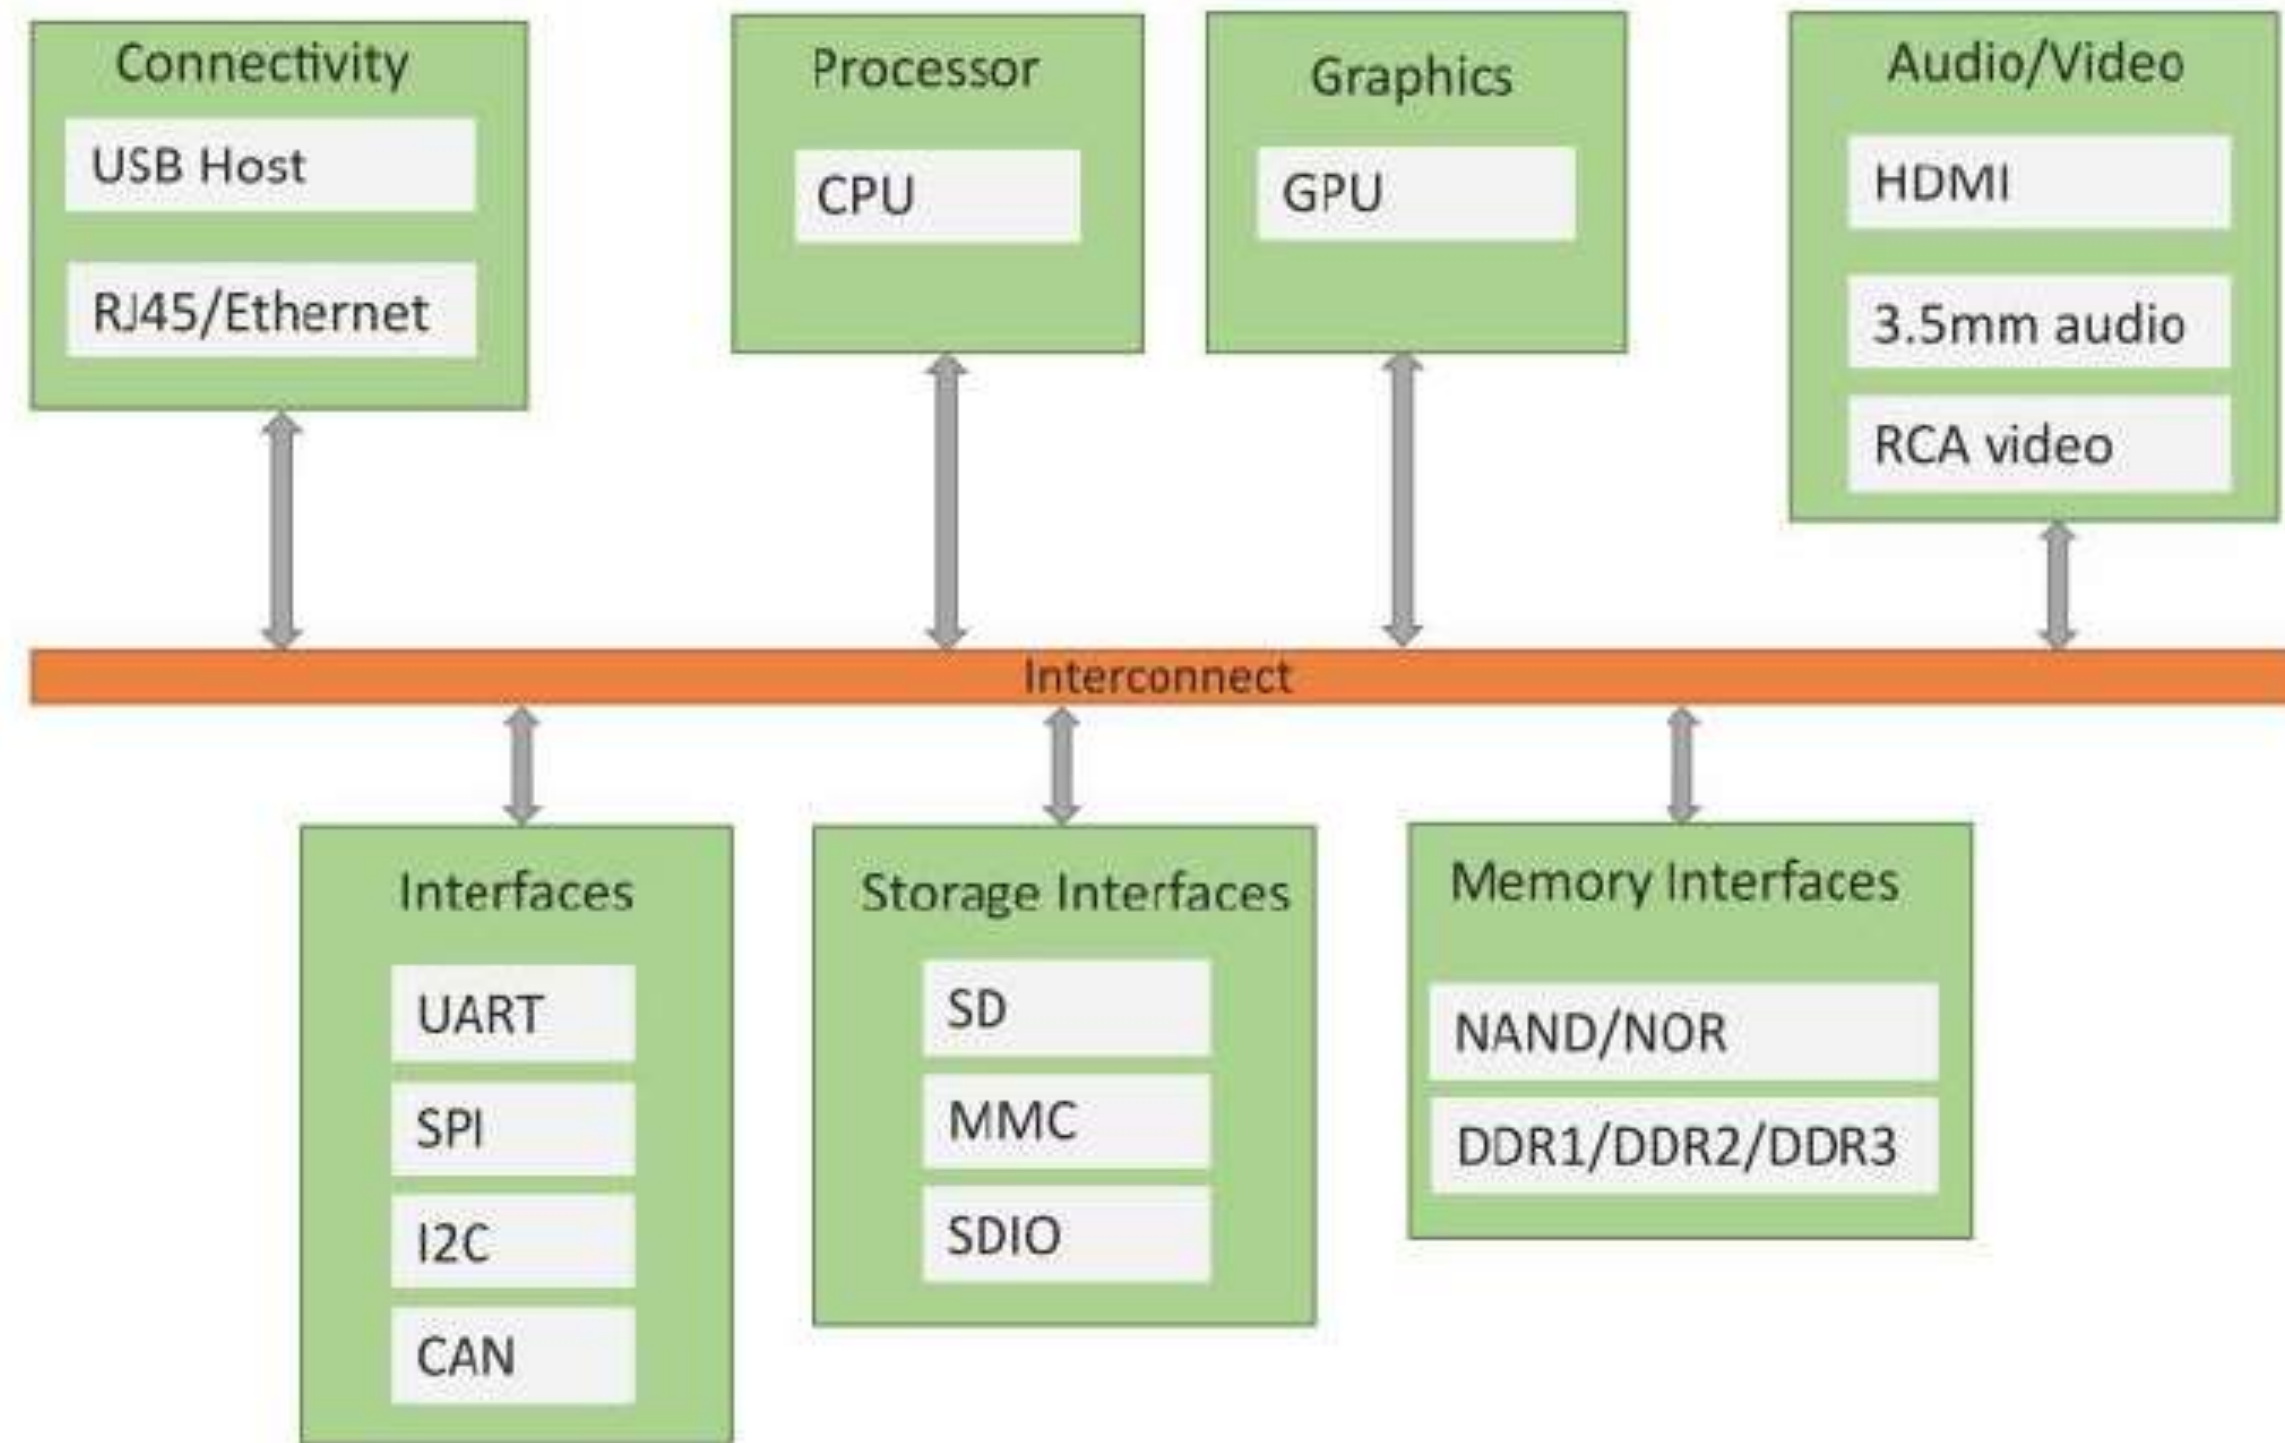 Connectivity
USB Host
RJ45/Ethernet
Processor
CPU
Graphics
GPU
Audio/Video
HDMI
3.5mm audio
RCA video
Interconnect
Interfaces
UART
SPI
I2C
CAN
Storage Interfaces
SD
MMC
SDIO
Memory Interfaces
NAND/NOR
DDR1/DDR2/DDR3